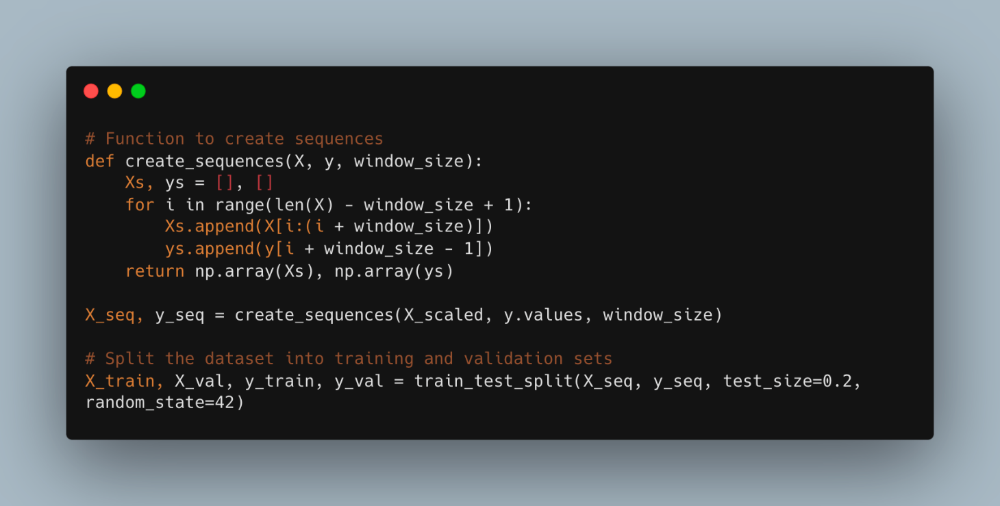 # Function to create sequences
def create_sequences(X, y, window_size):
    Xs, ys = [], []
    for i in range(len(X) - window_size + 1):
        Xs.append(X[i:(i + window_size)])
        ys.append(y[i + window_size - 1])
    return np.array(Xs), np.array(ys)

X_seq, y_seq = create_sequences(X_scaled, y.values, window_size)

# Split the dataset into training and validation sets
X_train, X_val, y_train, y_val = train_test_split(X_seq, y_seq, test_size=0.2,
random_state=42)